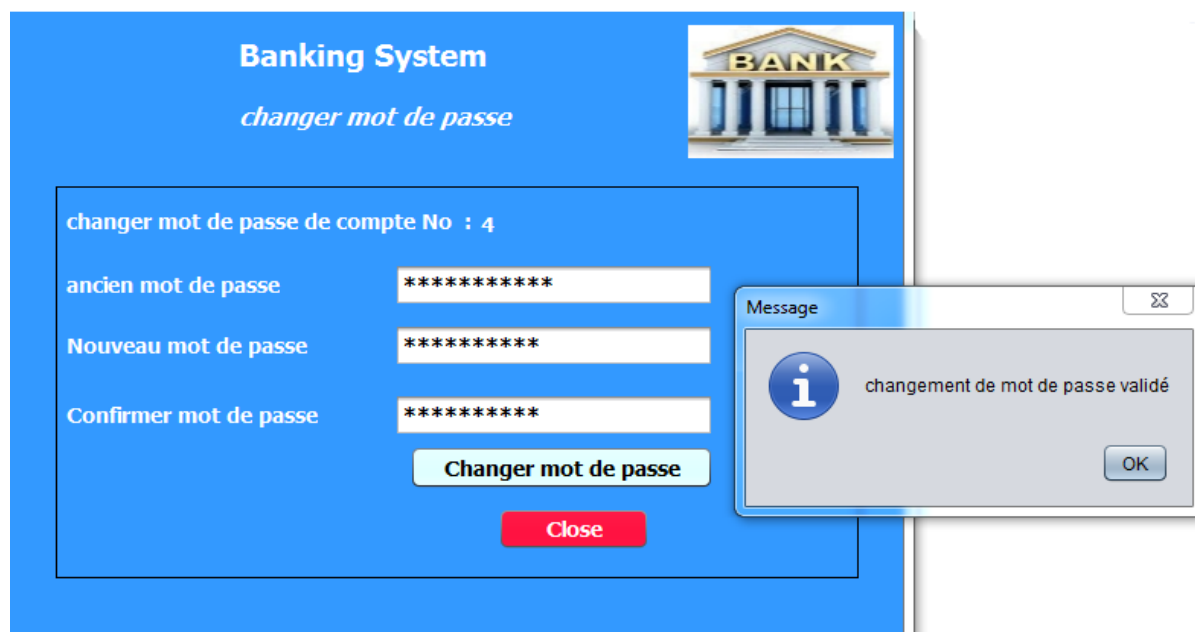 Banking System
BANK
changer mot de passe
changer mot de passe de compte No : 4
ancien mot de passe ***********
Nouveau mot de passe **********
Confirmer mot de passe **********
Changer mot de passe
Close
Message
changement de mot de passe validé
OK